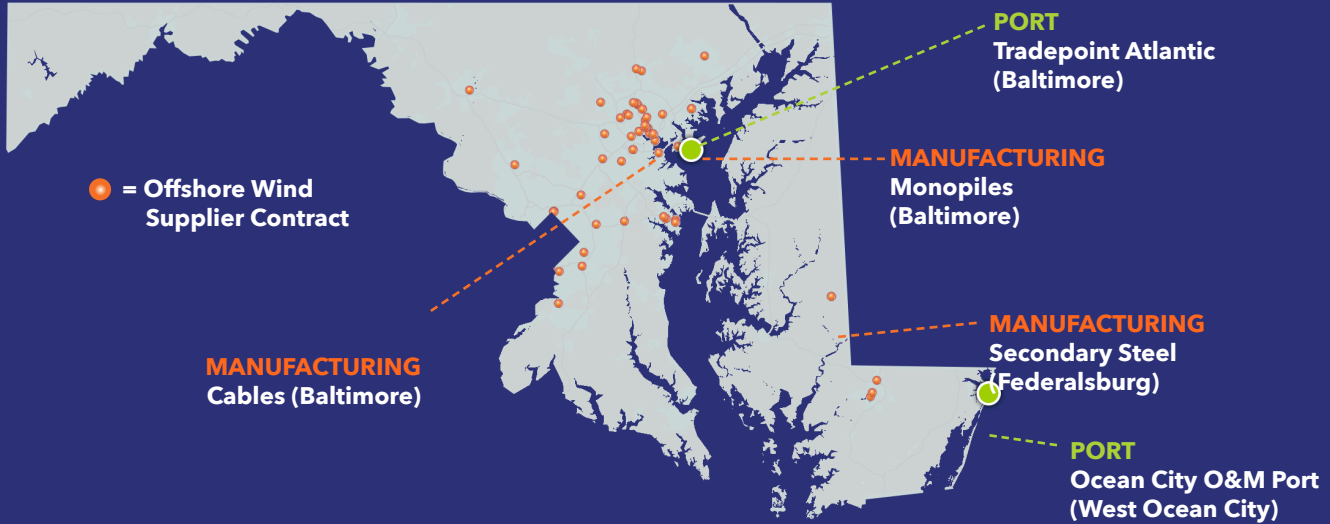 PORT
Tradepoint Atlantic
(Baltimore)
MANUFACTURING
Monopiles
(Baltimore)
= Offshore Wind
Supplier Contract
MANUFACTURING
Secondary Steel
(Federalsburg)
MANUFACTURING
Cables (Baltimore)
PORT
Ocean City O&M Port
(West Ocean City)